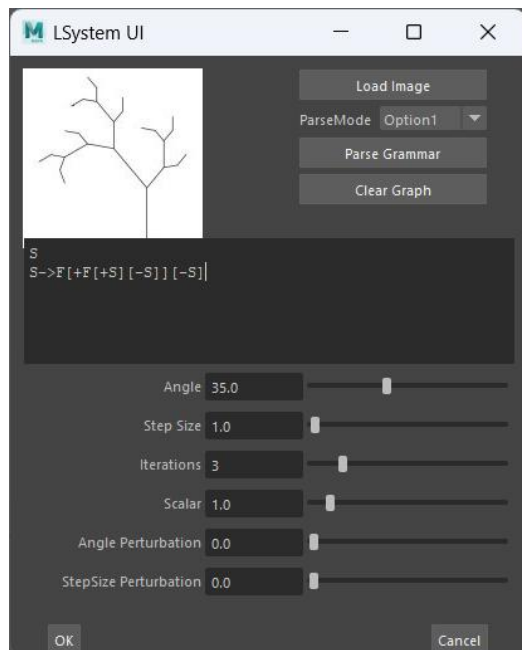 LSystem UI
Load Image
ParseMode Option1
Parse Grammar
Clear Graph
S
S->F[+F[+S][-S]][-S]
Angle 35.0
Step Size 1.0
Iterations 3
Scalar 1.0
Angle Perturbation 0.0
StepSize Perturbation 0.0
OK Cancel